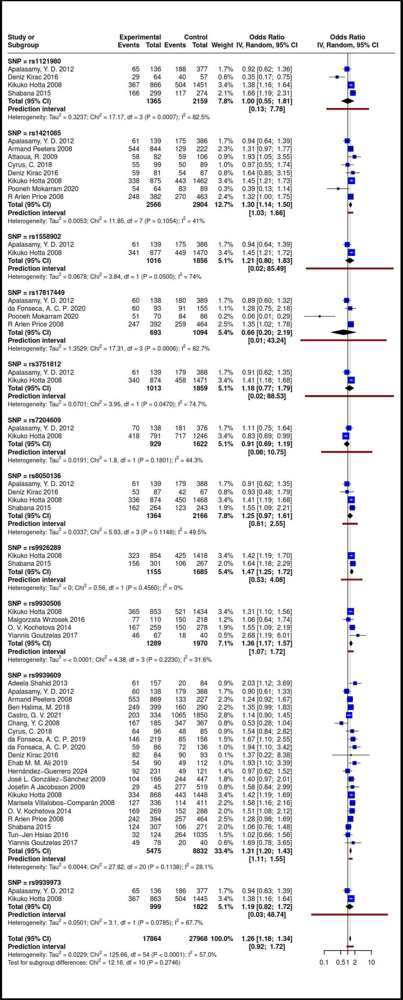 Study or Experimental Control Odds Ratio Odds Ratio
Subgroup Events Total Events Total Weight IV, Random, 95% CI IV, Random, 95% CI
SNP = rs1121980
Apalasamy, Y. D. 2012 65 136 188 377 1.7% 0.92 [0.62; 1.36]
Deniz Kirac 2016 29 64 40 57 0.6% 0.35 [0.17; 0.75]
Kikuko Hotta 2008 367 866 504 1451 3.4% 1.38 [1.16; 1.64]
Shabana 2015 166 299 117 274 2.1% 1.66 [1.19; 2.31]
Total (95% CI) 1365 2159 7.8% 1.00 [0.55; 1.81]
Prediction interval [0.13; 7.78]
Heterogeneity: Tau² = 0.3237; Chi² = 17.17, df = 3 (P = 0.0007); I² = 82.5%
SNP = rs1421085
Apalasamy, Y. D. 2012 61 139 175 386 1.7% 0.94 [0.64; 1.39]
Armand Peeters 2008 544 844 129 222 2.3% 1.31 [0.97; 1.77]
Attaoua, R. 2009 58 82 59 106 0.9% 1.93 [1.05; 3.55]
Cyrus, C. 2018 55 99 50 89 1.0% 0.97 [0.55; 1.74]
Deniz Kirac 2016 59 81 54 87 0.8% 1.64 [0.85; 3.15]
Kikuko Hotta 2008 338 875 443 1462 3.4% 1.45 [1.21; 1.73]
Pooneh Mokarram 2020 54 64 83 89 0.3% 0.39 [0.13; 1.14]
R Arlen Price 2008 248 382 270 463 2.4% 1.32 [1.00; 1.75]
Total (95% CI) 2566 2904 12.7% 1.30 [1.14; 1.50]
Prediction interval [1.03; 1.66]
Heterogeneity: Tau² = 0.0053; Chi² = 11.85, df = 7 (P = 0.1054); I² = 41%
SNP = rs1558902
Apalasamy, Y. D. 2012 61 139 175 386 1.7% 0.94 [0.64; 1.39]
Kikuko Hotta 2008 341 877 449 1470 3.4% 1.45 [1.21; 1.72]
Total (95% CI) 1016 1856 5.1% 1.21 [0.80; 1.83]
Prediction interval [0.02; 85.49]
Heterogeneity: Tau² = 0.0678; Chi² = 3.84, df = 1 (P = 0.0500); I² = 74%
SNP = rs17817449
Apalasamy, Y. D. 2012 60 138 180 389 1.7% 0.89 [0.60; 1.32]
da Fonseca, A. C. P. 2020 60 93 91 155 1.1% 1.28 [0.75; 2.18]
Pooneh Mokarram 2020 51 70 84 86 0.2% 0.06 [0.01; 0.29]
R Arlen Price 2008 247 392 259 464 2.5% 1.35 [1.02; 1.78]
Total (95% CI) 693 1094 5.4% 0.66 [0.20; 2.19]
Prediction interval [0.01; 43.24]
Heterogeneity: Tau² = 1.3529; Chi² = 17.31, df = 3 (P = 0.0006); I² = 82.7%
SNP = rs3751812
Apalasamy, Y. D. 2012 61 139 179 388 1.7% 0.91 [0.62; 1.35]
Kikuko Hotta 2008 340 874 458 1471 3.4% 1.41 [1.18; 1.68]
Total (95% CI) 1013 1859 5.1% 1.18 [0.77; 1.79]
Prediction interval [0.02; 88.53]
Heterogeneity: Tau² = 0.0701; Chi² = 3.95, df = 1 (P = 0.0470); I² = 74.7%
SNP = rs7204609
Apalasamy, Y. D. 2012 70 138 181 376 1.7% 1.11 [0.75; 1.64]
Kikuko Hotta 2008 418 791 717 1246 3.4% 0.83 [0.69; 0.99]
Total (95% CI) 929 1622 5.1% 0.91 [0.69; 1.19]
Prediction interval [0.08; 10.75]
Heterogeneity: Tau² = 0.0191; Chi² = 1.8, df = 1 (P = 0.1801); I² = 44.3%
SNP = rs8050136
Apalasamy, Y. D. 2012 61 139 179 388 1.7% 0.91 [0.62; 1.35]
Deniz Kirac 2016 53 87 42 67 0.8% 0.93 [0.48; 1.79]
Kikuko Hotta 2008 336 874 450 1468 3.4% 1.41 [1.19; 1.68]
Shabana 2015 162 264 123 243 1.9% 1.55 [1.09; 2.21]
Total (95% CI) 1364 2166 7.8% 1.25 [0.97; 1.61]
Prediction interval [0.61; 2.55]
Heterogeneity: Tau² = 0.0337; Chi² = 5.93, df = 3 (P = 0.1148); I² = 49.5%
SNP = rs9926289
Kikuko Hotta 2008 323 854 425 1418 3.4% 1.42 [1.19; 1.70]
Shabana 2015 156 301 106 267 2.0% 1.64 [1.18; 2.29]
Total (95% CI) 1155 1685 5.4% 1.47 [1.25; 1.72]
Prediction interval [0.53; 4.08]
Heterogeneity: Tau² = 0; Chi² = 0.56, df = 1 (P = 0.4560); I² = 0%
SNP = rs9930506
Kikuko Hotta 2008 365 853 521 1434 3.4% 1.31 [1.10; 1.56]
Malgorzata Wrzosek 2016 77 110 150 218 1.2% 1.06 [0.64; 1.74]
O. V. Kochetova 2014 167 259 150 278 1.9% 1.55 [1.09; 2.19]
Yiannis Goutzelas 2017 46 67 18 40 0.5% 2.68 [1.19; 6.01]
Total (95% CI) 1289 1970 7.1% 1.36 [1.17; 1.57]
Prediction interval [1.07; 1.72]
Heterogeneity: Tau² = < 0.0001; Chi² = 4.38, df = 3 (P = 0.2230); I² = 31.6%
SNP = rs9939609
Adeela Shahid 2013 61 157 20 84 0.9% 2.03 [1.12; 3.69]
Apalasamy, Y. D. 2012 60 138 179 388 1.7% 0.90 [0.61; 1.33]
Armand Peeters 2008 553 869 133 227 2.3% 1.24 [0.92; 1.67]
Ben Halima, M. 2018 249 399 160 290 2.2% 1.35 [0.99; 1.83]
Castro, G. V. 2021 203 334 1065 1850 2.8% 1.14 [0.90; 1.45]
Chang, Y. C 2008 167 185 347 367 0.8% 0.53 [0.28; 1.04]
Cyrus, C. 2018 64 96 48 85 0.9% 1.54 [0.84; 2.82]
da Fonseca, A. C. P. 2019 146 219 85 156 1.5% 1.67 [1.10; 2.55]
da Fonseca, A. C. P. 2020 59 86 72 136 1.0% 1.94 [1.10; 3.42]
Deniz Kirac 2016 82 84 90 93 0.1% 1.37 [0.22; 8.38]
Ehab M. M. Ali 2019 54 90 49 112 1.0% 1.93 [1.10; 3.39]
Hernández−Guerrero 2024 92 231 49 121 1.4% 0.97 [0.62; 1.52]
José L. González−Sánchez 2009 104 166 244 447 1.8% 1.40 [0.97; 2.01]
Josefin A Jacobsson 2009 29 45 277 519 0.8% 1.58 [0.84; 2.99]
Kikuko Hotta 2008 334 868 443 1448 3.4% 1.42 [1.19; 1.69]
Marisela Villalobos−Comparán 2008 127 336 114 411 2.2% 1.58 [1.16; 2.16]
O. V. Kochetova 2014 169 269 152 288 2.0% 1.51 [1.08; 2.12]
R Arlen Price 2008 242 394 257 464 2.5% 1.28 [0.98; 1.69]
Shabana 2015 124 307 106 271 2.0% 1.06 [0.76; 1.48]
Tun−Jen Hsiao 2016 32 124 264 1035 1.5% 1.02 [0.66; 1.56]
Yiannis Goutzelas 2017 49 78 20 40 0.6% 1.69 [0.78; 3.65]
Total (95% CI) 5475 8832 33.4% 1.31 [1.20; 1.43]
Prediction interval [1.11; 1.55]
Heterogeneity: Tau² = 0.0044; Chi² = 27.82, df = 20 (P = 0.1138); I² = 28.1%
SNP = rs9939973
Apalasamy, Y. D. 2012 65 136 186 377 1.7% 0.94 [0.63; 1.39]
Kikuko Hotta 2008 367 863 504 1445 3.4% 1.38 [1.16; 1.64]
Total (95% CI) 999 1822 5.1% 1.19 [0.82; 1.72]
Prediction interval [0.03; 48.74]
Heterogeneity: Tau² = 0.0501; Chi² = 3.1, df = 1 (P = 0.0785); I² = 67.7%
Total (95% CI) 17864 27968 100.0% 1.26 [1.18; 1.34]
Prediction interval [0.92; 1.72]
Heterogeneity: Tau² = 0.0229; Chi² = 125.66, df = 54 (P < 0.0001); I² = 57.0%
Test for subgroup differences: Chi² = 12.16, df = 10 (P = 0.2746)
0.1 0.5 1 2 10